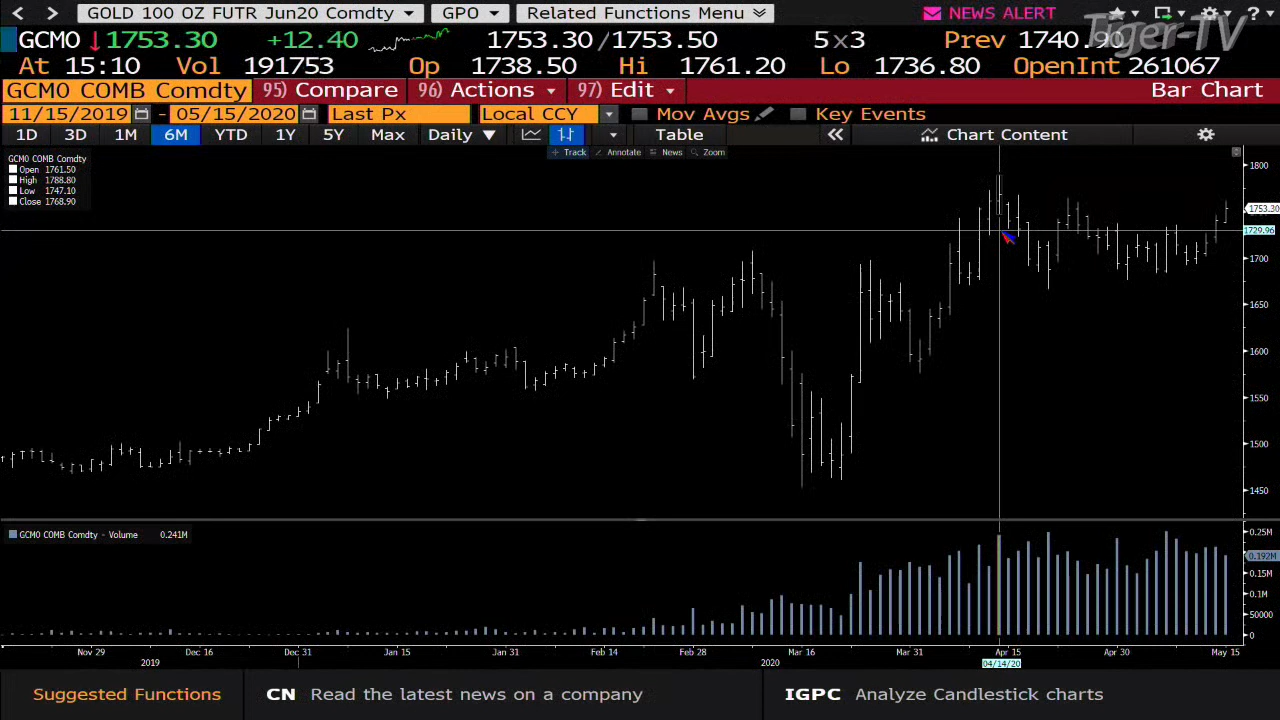 < > GOLD 100 OZ FUTR Jun20 Comdty GPO Related Functions Menu NEWS ALERT ?
Tiger-TV
GCM0 ↓1753.30 +12.40 1753.30/1753.50 5x3 Prev 1740.90
At 15:10 Vol 191753 Op 1738.50 Hi 1761.20 Lo 1736.80 OpenInt 261067
GCM0 COMB Comdty 95) Compare 96) Actions 97) Edit Bar Chart
11/15/2019 - 05/15/2020 Last Px Local CCY Mov Avgs Key Events
1D 3D 1M 6M YTD 1Y 5Y Max Daily ▼ Table « Chart Content
Track Annotate News Zoom
GCM0 COMB Comdty
Open 1761.50
High 1788.80
Low 1747.10
Close 1768.90
1800
1753.30
1729.96
1700
1650
1600
1550
1500
1450
GCM0 COMB Comdty - Volume 0.241M
0.25M
0.192M
0.15M
0.1M
50000
0
Nov 29 Dec 16 Dec 31 Jan 15 Jan 31 Feb 14 Feb 28 Mar 16 Mar 31 Apr 15 Apr 30 May 15
2019 2020 04/14/20
Suggested Functions CN Read the latest news on a company IGPC Analyze Candlestick charts